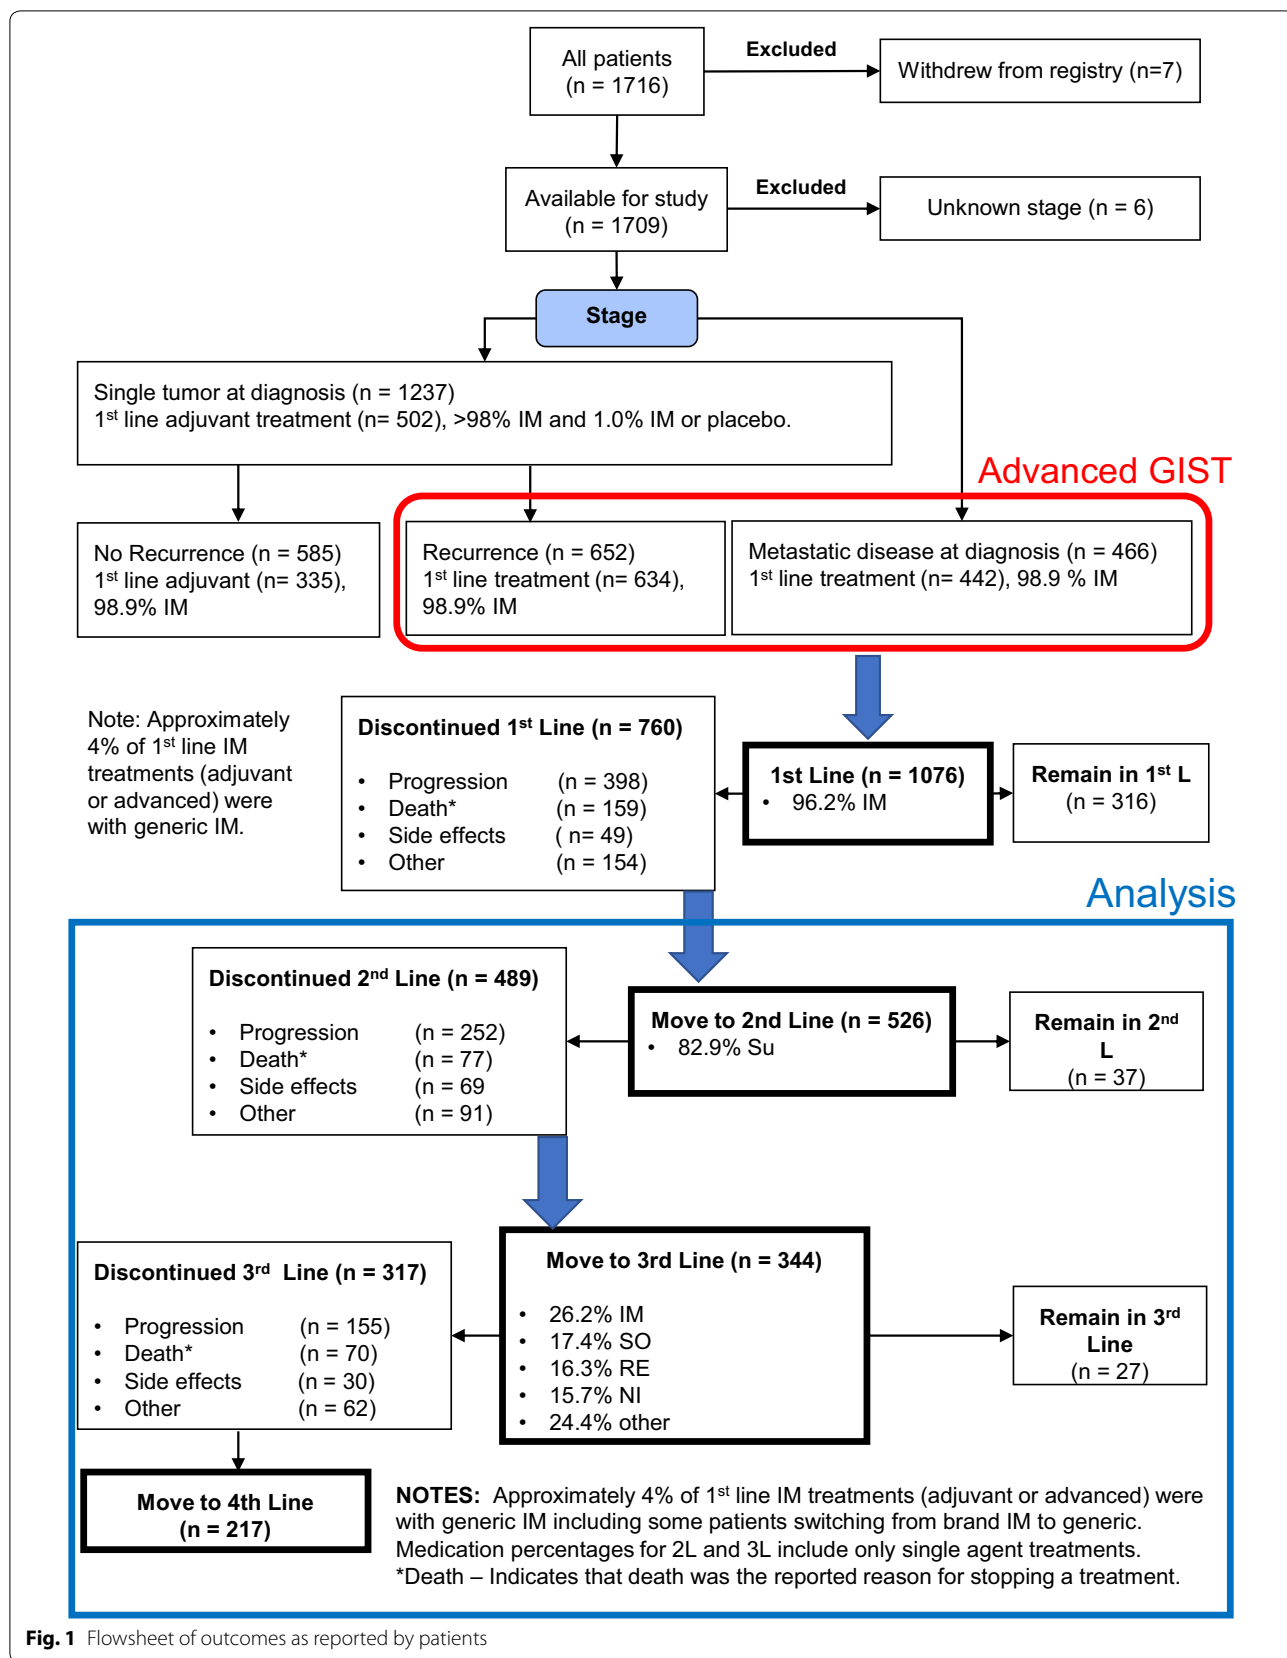 All patients
(n = 1716)
Excluded
Withdrew from registry (n=7)
Available for study
(n = 1709)
Excluded
Unknown stage (n = 6)
Stage
Single tumor at diagnosis (n = 1237)
1st line adjuvant treatment (n= 502), >98% IM and 1.0% IM or placebo.
Advanced GIST
No Recurrence (n = 585)
1st line adjuvant (n= 335),
98.9% IM
Recurrence (n = 652)
1st line treatment (n= 634),
98.9% IM
Metastatic disease at diagnosis (n = 466)
1st line treatment (n= 442), 98.9 % IM
Note: Approximately
4% of 1st line IM
treatments (adjuvant
or advanced) were
with generic IM.
Discontinued 1st Line (n = 760)
• Progression (n = 398)
• Death* (n = 159)
• Side effects ( n= 49)
• Other (n = 154)
1st Line (n = 1076)
• 96.2% IM
Remain in 1st L
(n = 316)
Analysis
Discontinued 2nd Line (n = 489)
• Progression (n = 252)
• Death* (n = 77)
• Side effects (n = 69
• Other (n = 91)
Move to 2nd Line (n = 526)
• 82.9% Su
Remain in 2nd
L
(n = 37)
Discontinued 3rd Line (n = 317)
• Progression (n = 155)
• Death* (n = 70)
• Side effects (n = 30)
• Other (n = 62)
Move to 3rd Line (n = 344)
• 26.2% IM
• 17.4% SO
• 16.3% RE
• 15.7% NI
• 24.4% other
Remain in 3rd
Line
(n = 27)
Move to 4th Line
(n = 217)
NOTES: Approximately 4% of 1st line IM treatments (adjuvant or advanced) were
with generic IM including some patients switching from brand IM to generic.
Medication percentages for 2L and 3L include only single agent treatments.
*Death – Indicates that death was the reported reason for stopping a treatment.
Fig. 1 Flowsheet of outcomes as reported by patients